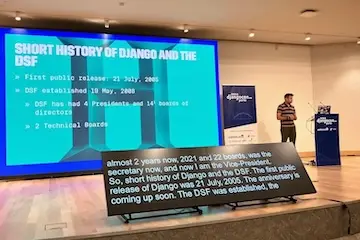 SHORT HISTORY OF DJANGO AND THE
DSF
» First public release: 21 July, 2005
» DSF established 19 May, 2008
» DSF has had 4 Presidents and 14 boards of
directors
» 2 Technical Boards
almost 2 years now, 2021 and 22 boards, was the
secretary now, and now I am the Vice-President.
So, short history of Django and the DSF. The first public
release of Django was 21 July, 2005. The anniversary is
coming up soon. The DSF was established, the